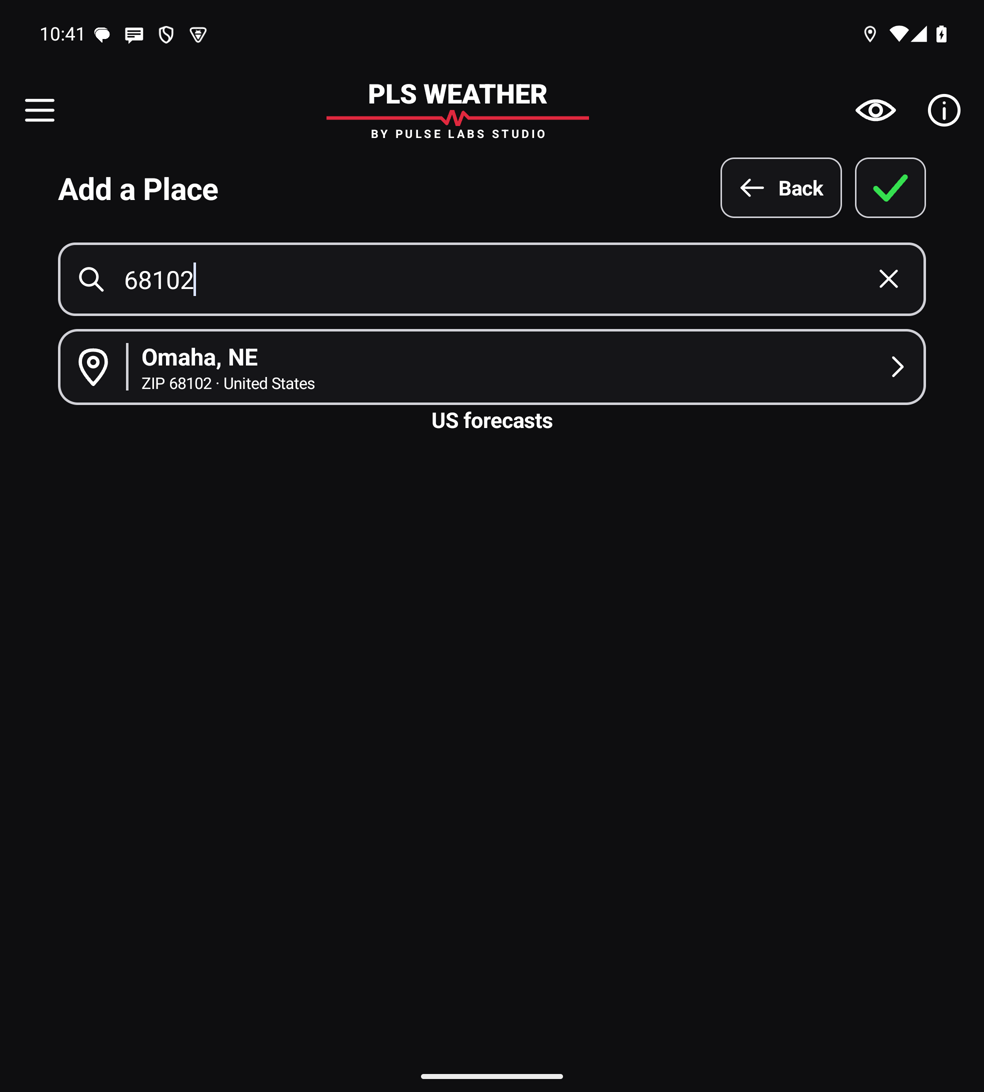 10:41
PLS WEATHER
BY PULSE LABS STUDIO
Add a Place
Back
68102
Omaha, NE
ZIP 68102 · United States
US forecasts